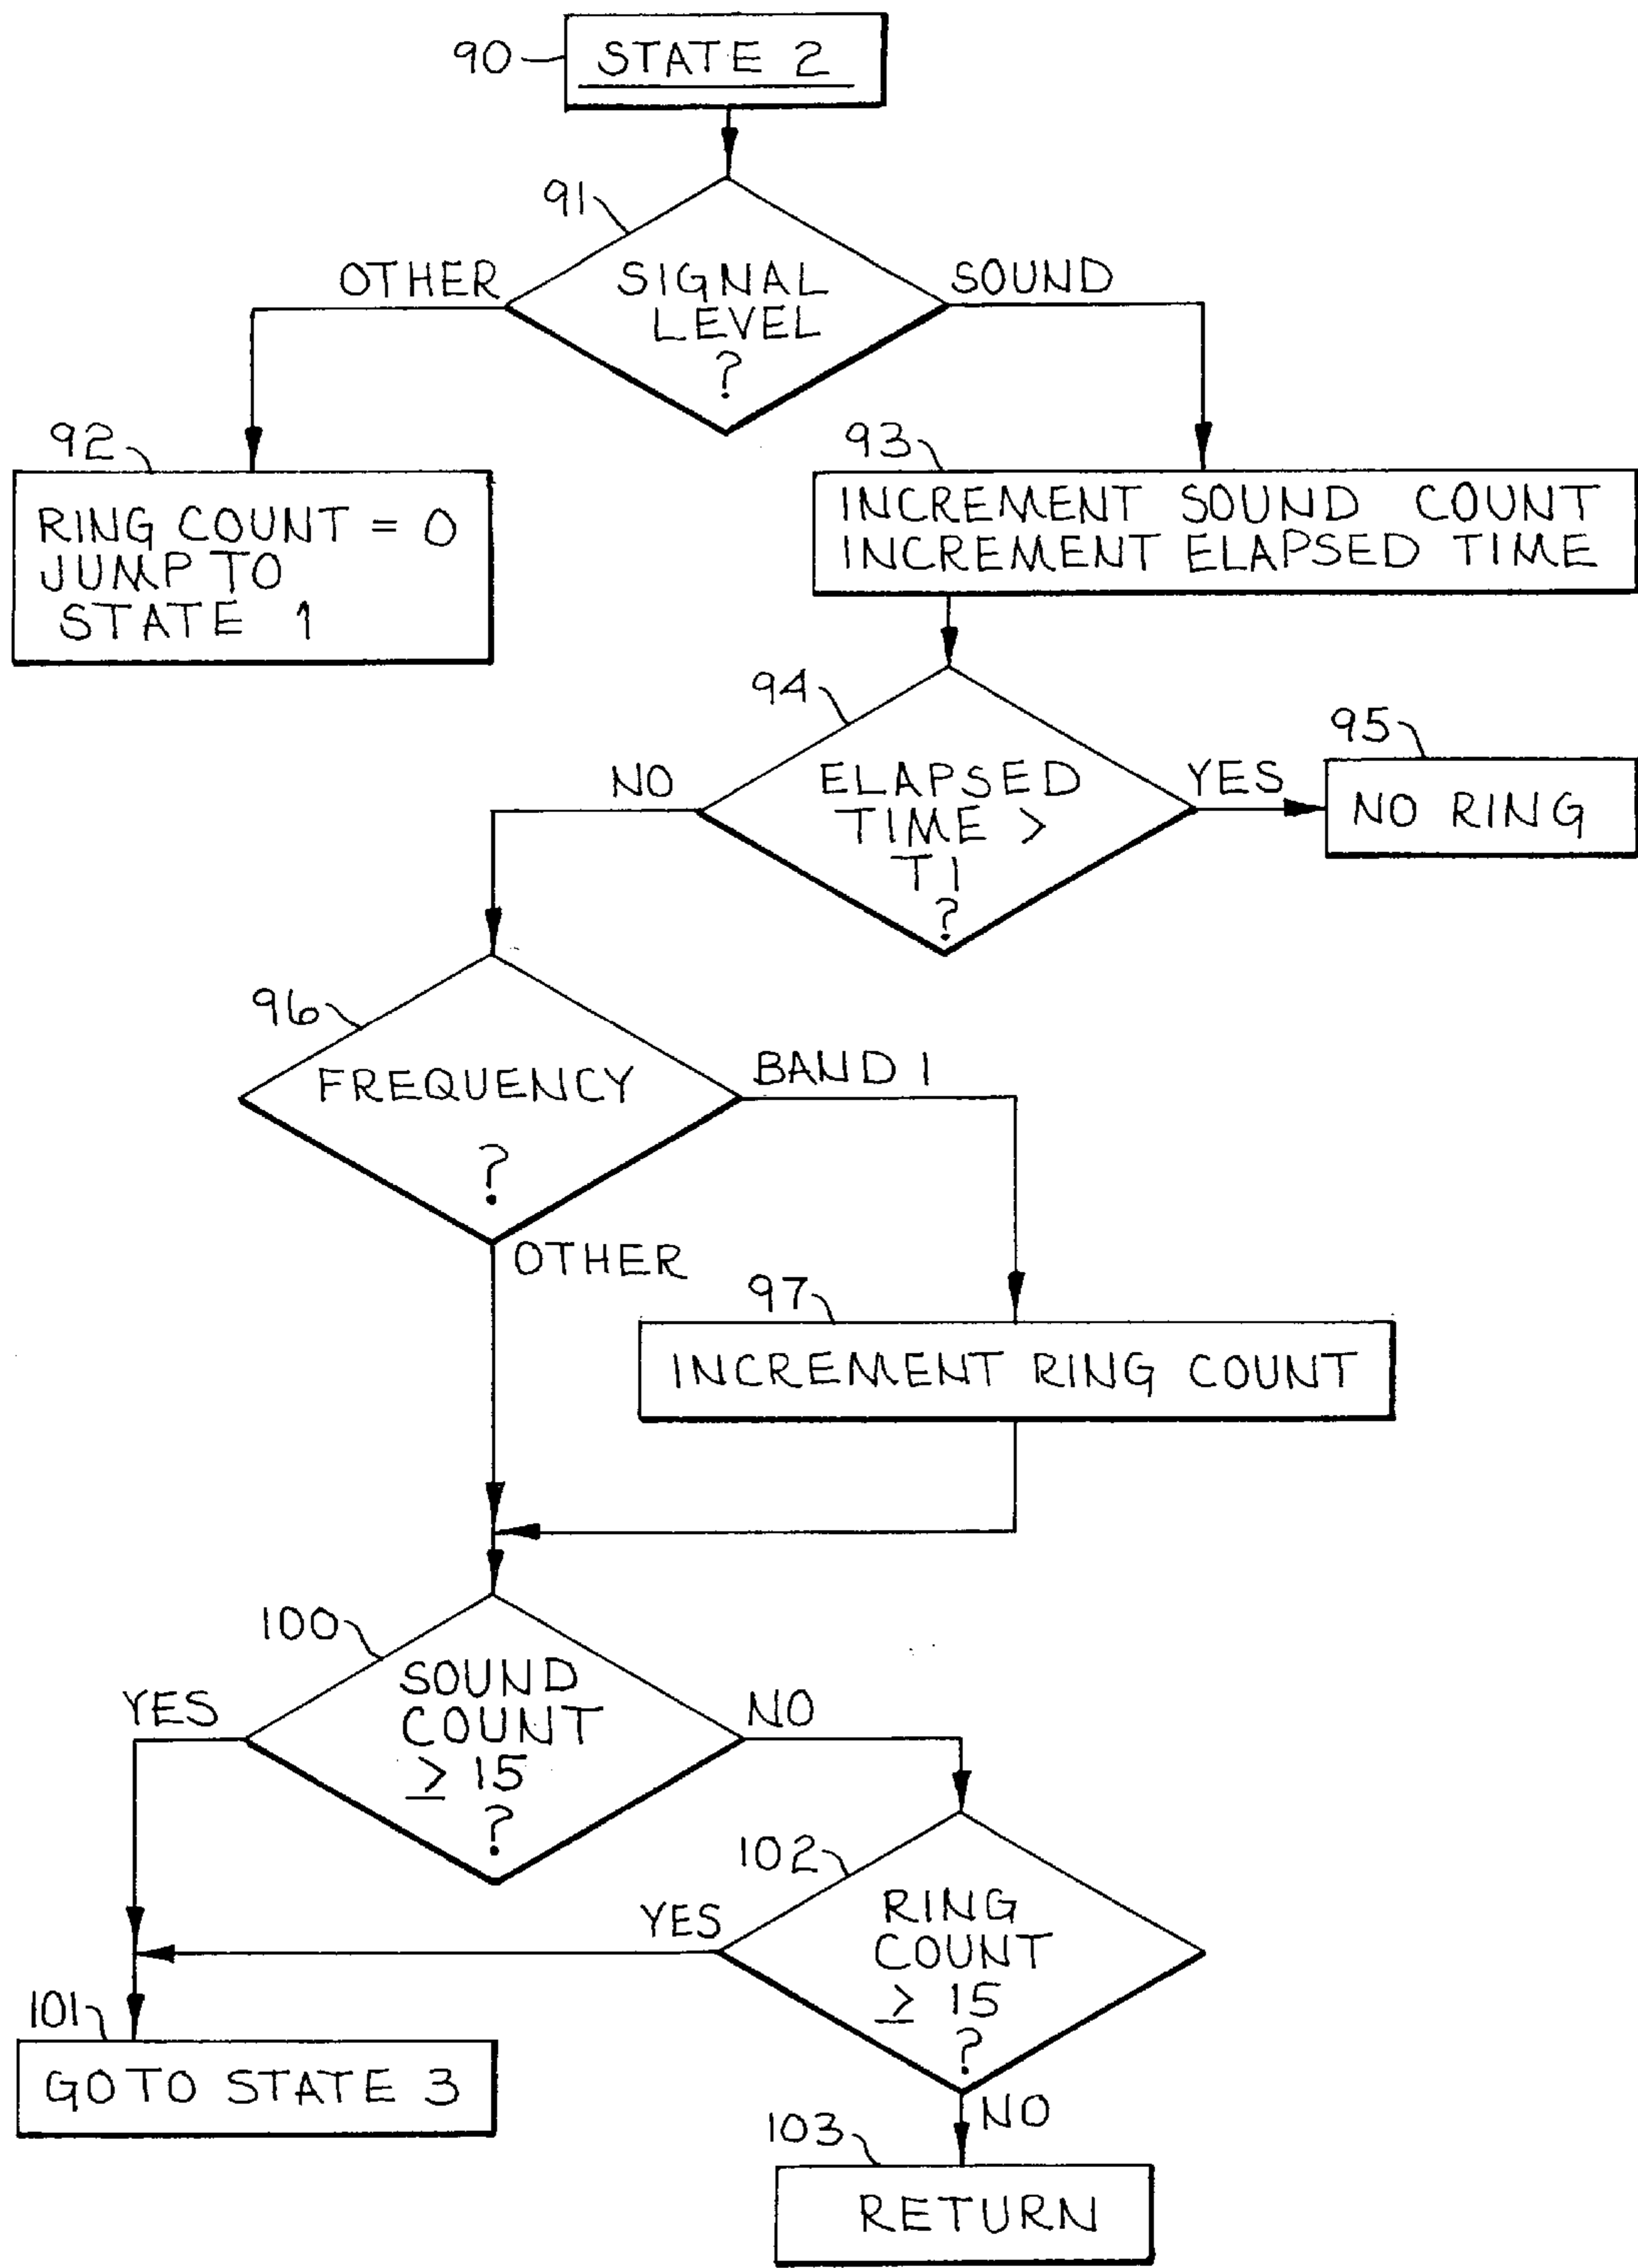 90
STATE 2
91
OTHER
SIGNAL
LEVEL
?
SOUND
92
RING COUNT = 0
JUMP TO
STATE 1
93
INCREMENT SOUND COUNT
INCREMENT ELAPSED TIME
94
NO
ELAPSED
TIME >
T1
?
YES
95
NO RING
96
FREQUENCY
?
BAND 1
OTHER
97
INCREMENT RING COUNT
100
YES
SOUND
COUNT
≥ 15
?
NO
102
YES
RING
COUNT
≥ 15
?
101
GO TO STATE 3
NO
103
RETURN